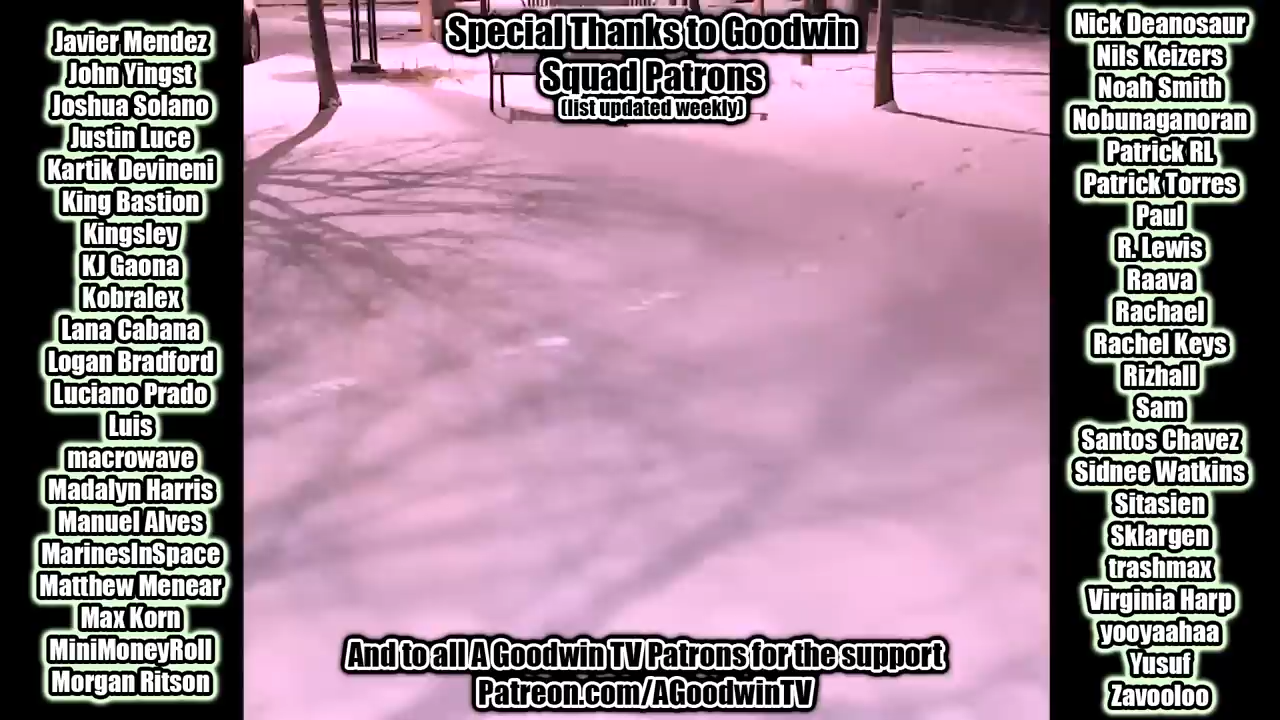 Special Thanks to Goodwin
Squad Patrons
(list updated weekly)
Javier Mendez
John Yingst
Joshua Solano
Justin Luce
Kartik Devineni
King Bastion
Kingsley
KJ Gaona
Kobralex
Lana Cabana
Logan Bradford
Luciano Prado
Luis
macrowave
Madalyn Harris
Manuel Alves
MarinesInSpace
Matthew Menear
Max Korn
MiniMoneyRoll
Morgan Ritson
Nick Deanosaur
Nils Keizers
Noah Smith
Nobunaganoran
Patrick RL
Patrick Torres
Paul
R. Lewis
Raava
Rachael
Rachel Keys
Rizhall
Sam
Santos Chavez
Sidnee Watkins
Sitasien
Sklargen
trashmax
Virginia Harp
yooyaahaa
Yusuf
Zavooloo
And to all A Goodwin TV Patrons for the support
Patreon.com/AGoodwinTV